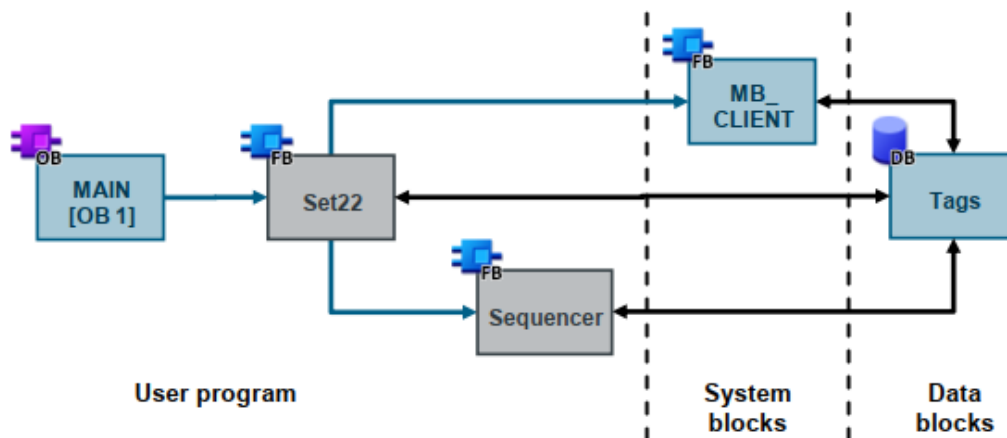 FB
MB_
CLIENT
OB
MAIN
[OB 1]
FB
Set22
DB
Tags
FB
Sequencer
User program
System
blocks
Data
blocks